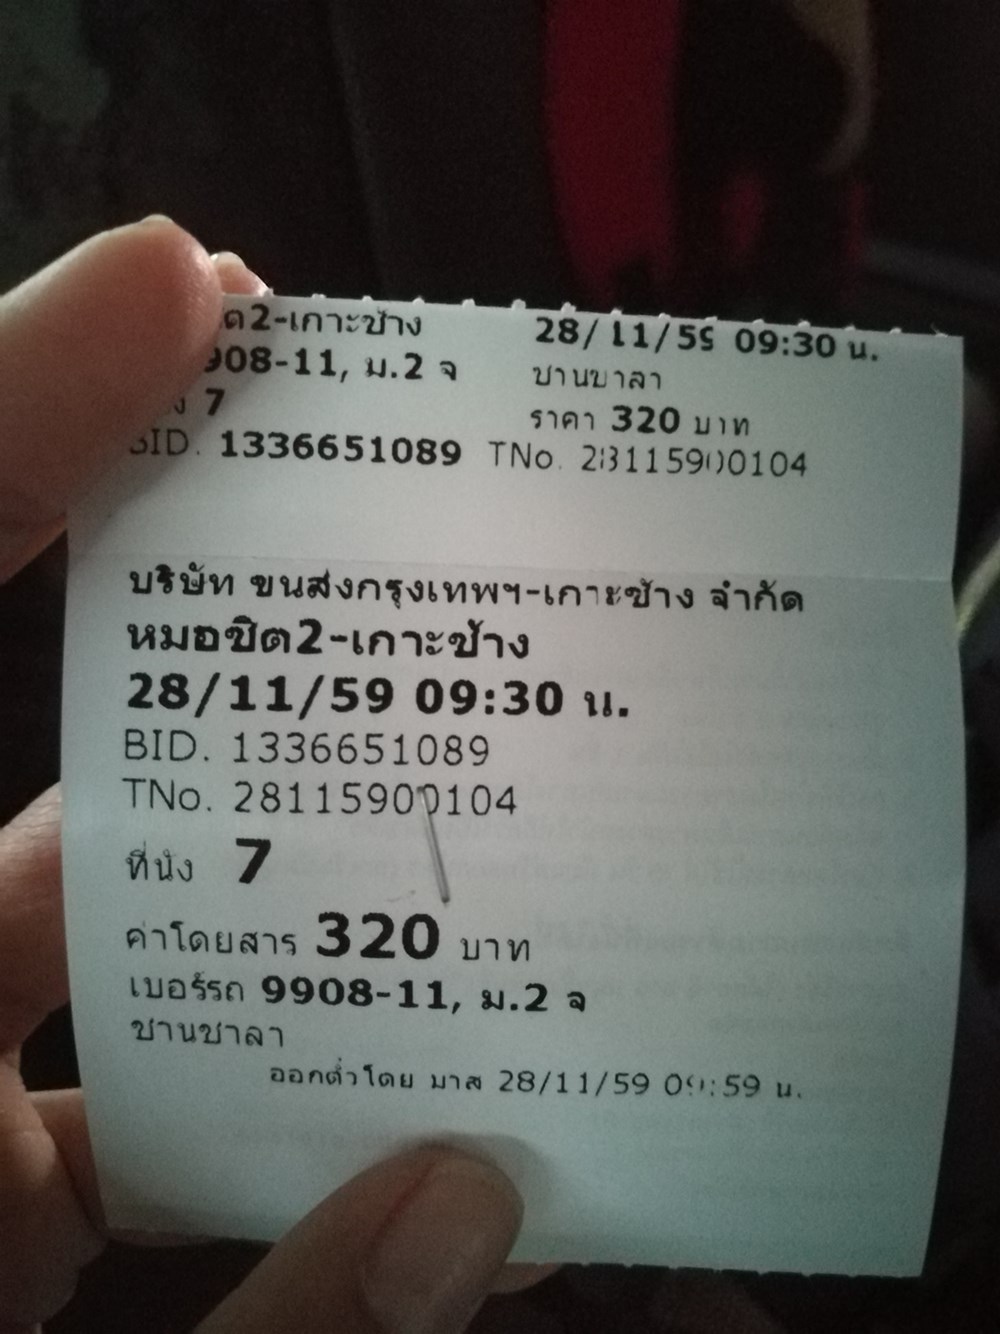 ต2-เกาะช้าง 28/11/59 09:30 น.
908-11, ม.2 จ ชานชาลา
7 ราคา 320 บาท
BID. 1336651089 TNo. 28115900104
บริษัท ขนส่งกรุงเทพฯ-เกาะช้าง จำกัด
หมอชิต2-เกาะช้าง
28/11/59 09:30 น.
BID. 1336651089
TNo. 28115900104
ที่นั่ง 7
ค่าโดยสาร 320 บาท
เบอร์รถ 9908-11, ม.2 จ
ชานชาลา
ออกตั๋วโดย มาส 28/11/59 :59 น.